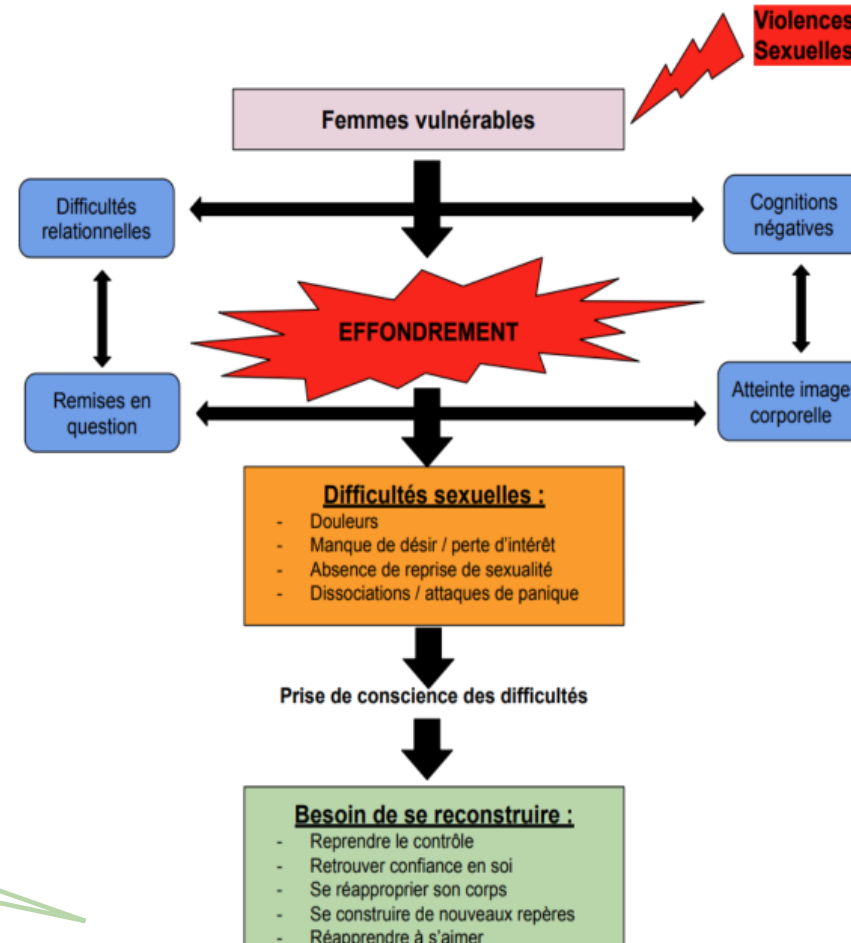 Violences
Sexuelles
Femmes vulnérables
Difficultés
relationnelles
Cognitions
négatives
EFFONDREMENT
Remises en
question
Atteinte image
corporelle
Difficultés sexuelles :
- Douleurs
- Manque de désir / perte d'intérêt
- Absence de reprise de sexualité
- Dissociations / attaques de panique
Prise de conscience des difficultés
Besoin de se reconstruire :
- Reprendre le contrôle
- Retrouver confiance en soi
- Se réapproprier son corps
- Se construire de nouveaux repères
- Réapprendre à s'aimer